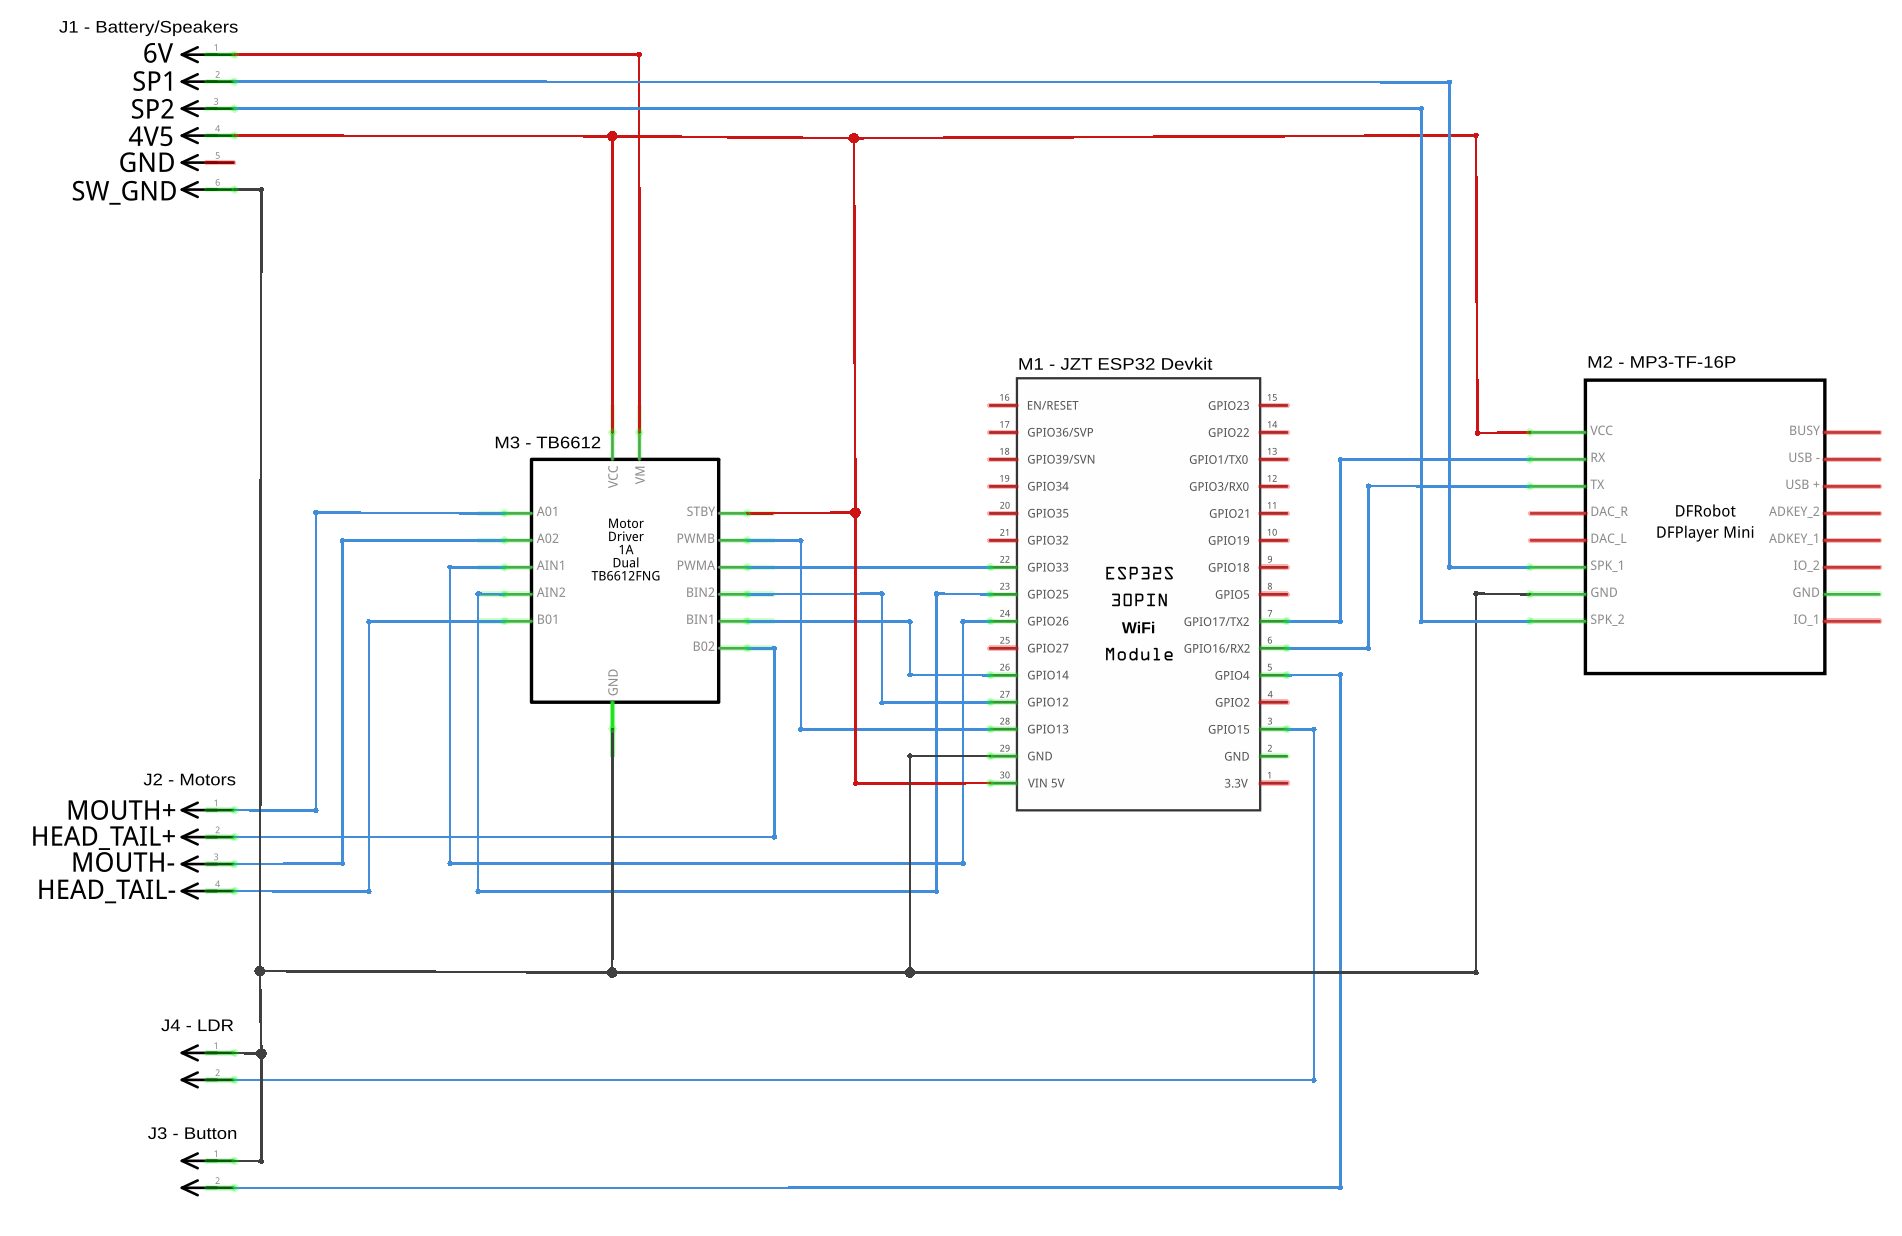 J1 - Battery/Speakers
6V 1
SP1 2
SP2 3
4V5 4
GND 5
SW_GND 6
M3 - TB6612
VCC
VM
A01
A02
AIN1
AIN2
B01
Motor
Driver
1A
Dual
TB6612FNG
STBY
PWMB
PWMA
BIN2
BIN1
B02
GND
M1 - JZT ESP32 Devkit
16 EN/RESET
17 GPIO36/SVP
18 GPIO39/SVN
19 GPIO34
20 GPIO35
21 GPIO32
22 GPIO33
23 GPIO25
24 GPIO26
25 GPIO27
26 GPIO14
27 GPIO12
28 GPIO13
29 GND
30 VIN 5V
ESP32S
30PIN
WiFi
Module
GPIO23 15
GPIO22 14
GPIO1/TX0 13
GPIO3/RX0 12
GPIO21 11
GPIO19 10
GPIO18 9
GPIO5 8
GPIO17/TX2 7
GPIO16/RX2 6
GPIO4 5
GPIO2 4
GPIO15 3
GND 2
3.3V 1
M2 - MP3-TF-16P
VCC
RX
TX
DAC_R
DAC_L
SPK_1
GND
SPK_2
DFRobot
DFPlayer Mini
BUSY
USB -
USB +
ADKEY_2
ADKEY_1
IO_2
GND
IO_1
J2 - Motors
MOUTH+ 1
HEAD_TAIL+ 2
MOUTH- 3
HEAD_TAIL- 4
J4 - LDR
1
2
J3 - Button
1
2